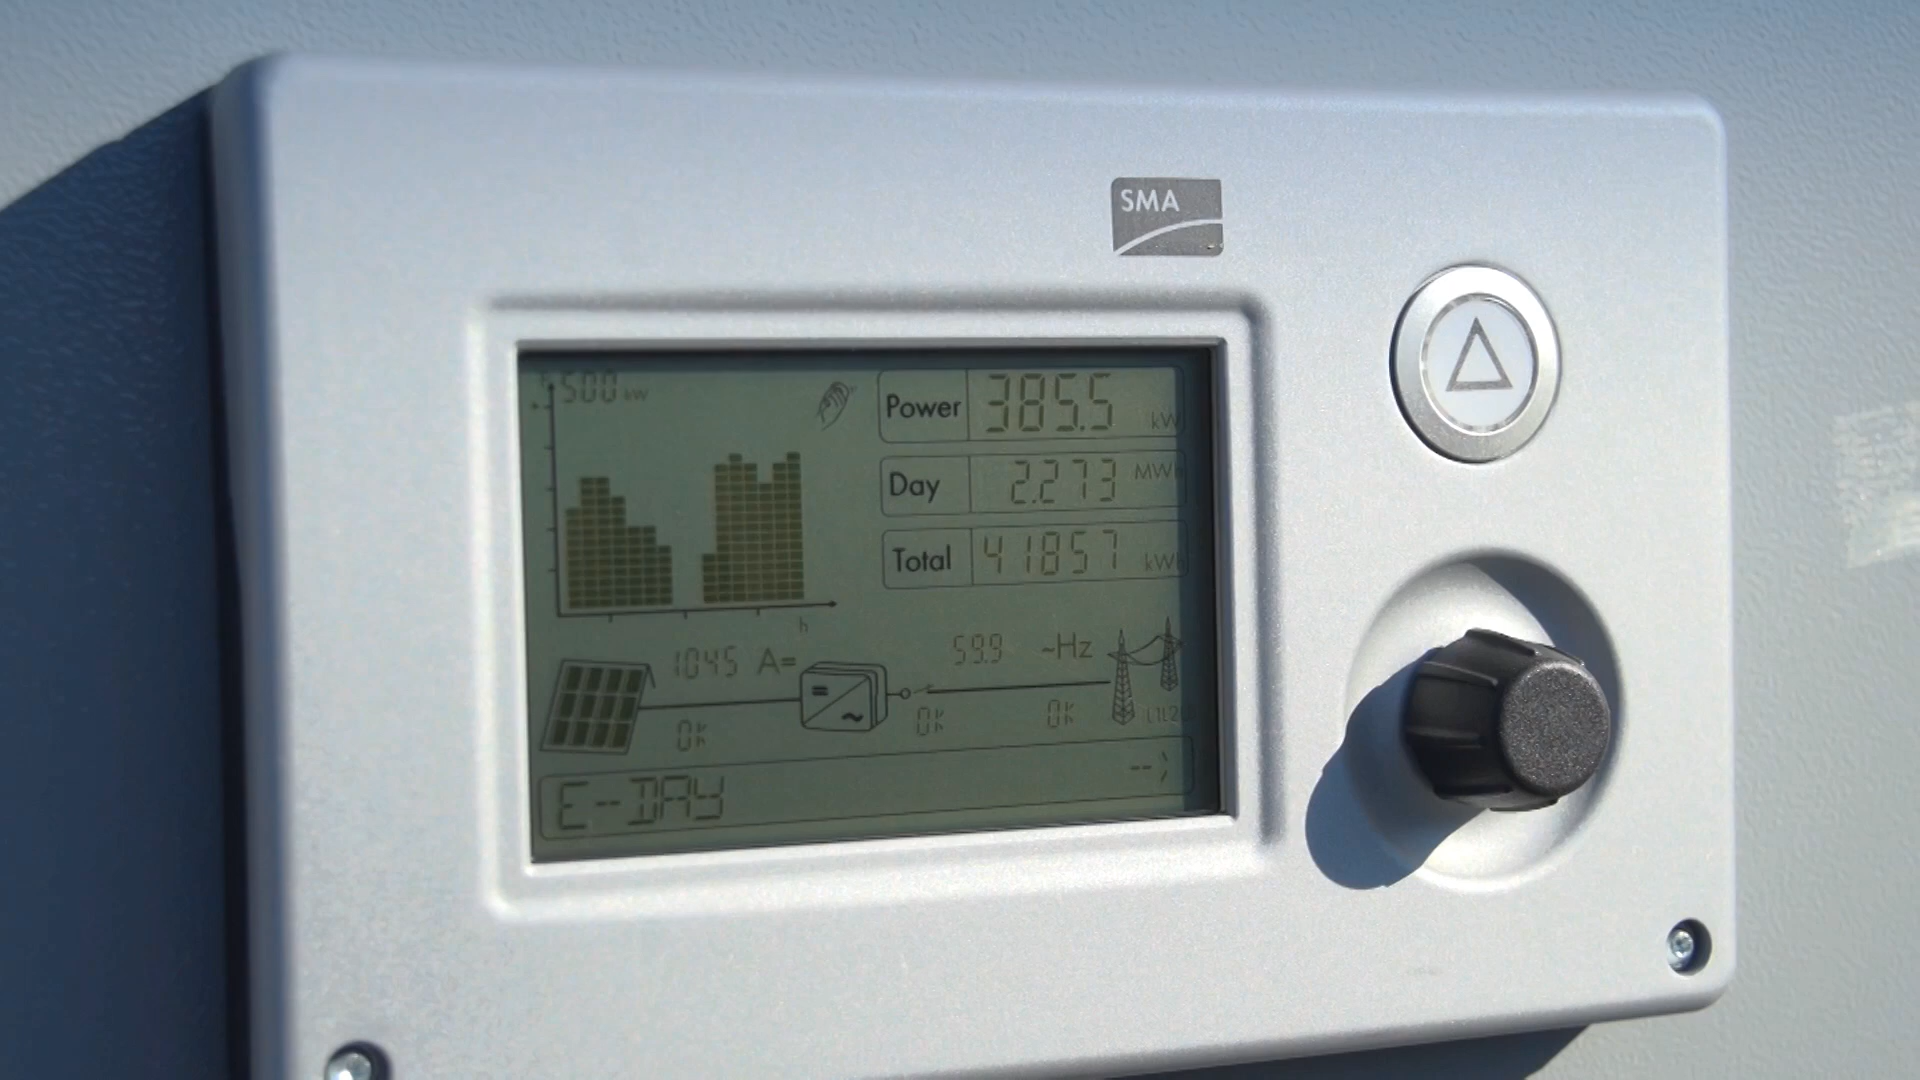 SMA
500 kW
Power 385.5 kW
Day 2.273 MWh
Total 41857 kWh
h
1045 A=
59.9 ~Hz
OK OK OK L1L2
-->
E-DAY